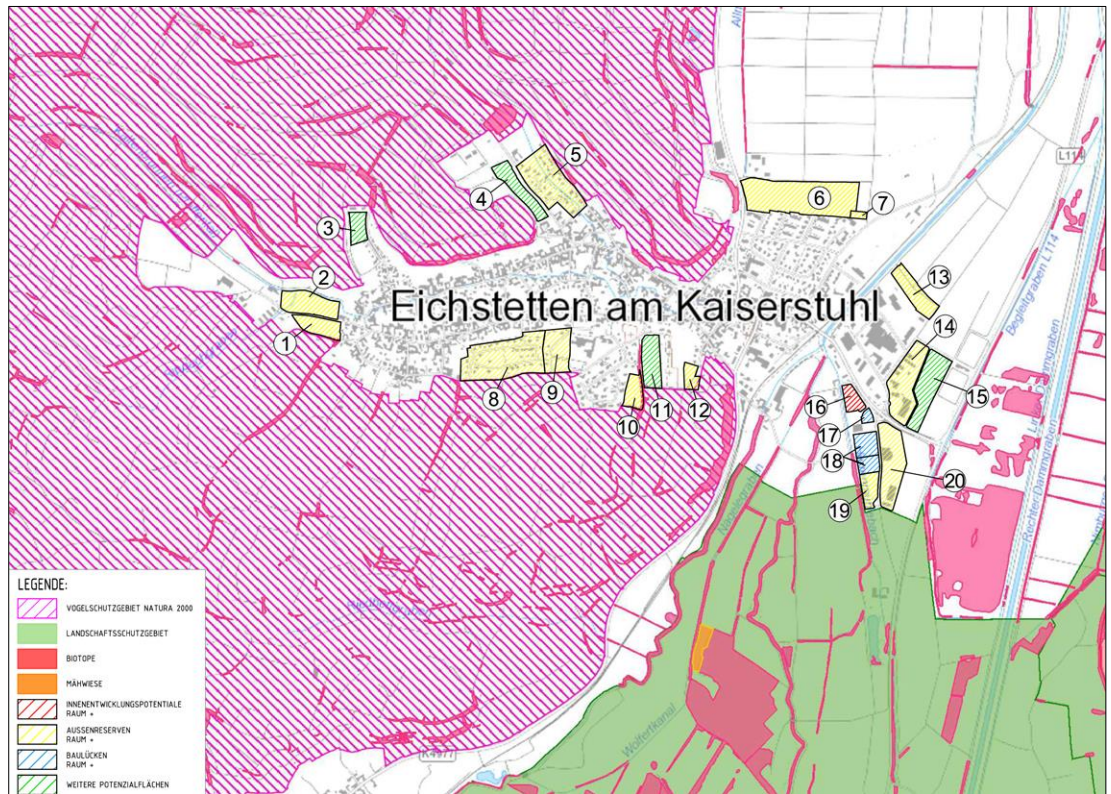 L114
Begleitgraben L114
Eichstetten am Kaiserstuhl
1
2
3
4
5
6
7
8
9
10
11
12
13
14
15
16
17
18
19
20
Rechter Dammgraben
Nägelegraben
Wolfertkanal
LEGENDE:
VOGELSCHUTZGEBIET NATURA 2000
LANDSCHAFTSSCHUTZGEBIET
BIOTOPE
MÄHWIESE
INNENENTWICKLUNGSPOTENTIALE
RAUM +
AUSSENRESERVEN
RAUM +
BAULÜCKEN
RAUM +
WEITERE POTENZIALFLÄCHEN